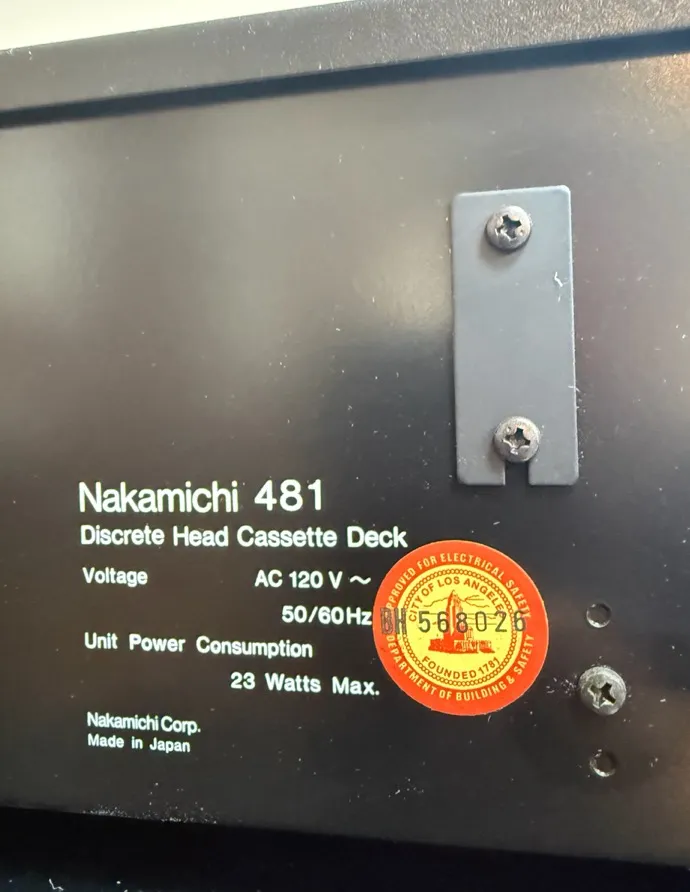 Nakamichi 481
Discrete Head Cassette Deck
Voltage AC 120 V ～
50/60Hz
Unit Power Consumption
23 Watts Max.
Nakamichi Corp.
Made in Japan
APPROVED FOR ELECTRICAL SAFETY
CITY OF LOS ANGELES
BH 568026
FOUNDED 1781
DEPARTMENT OF BUILDING & SAFETY